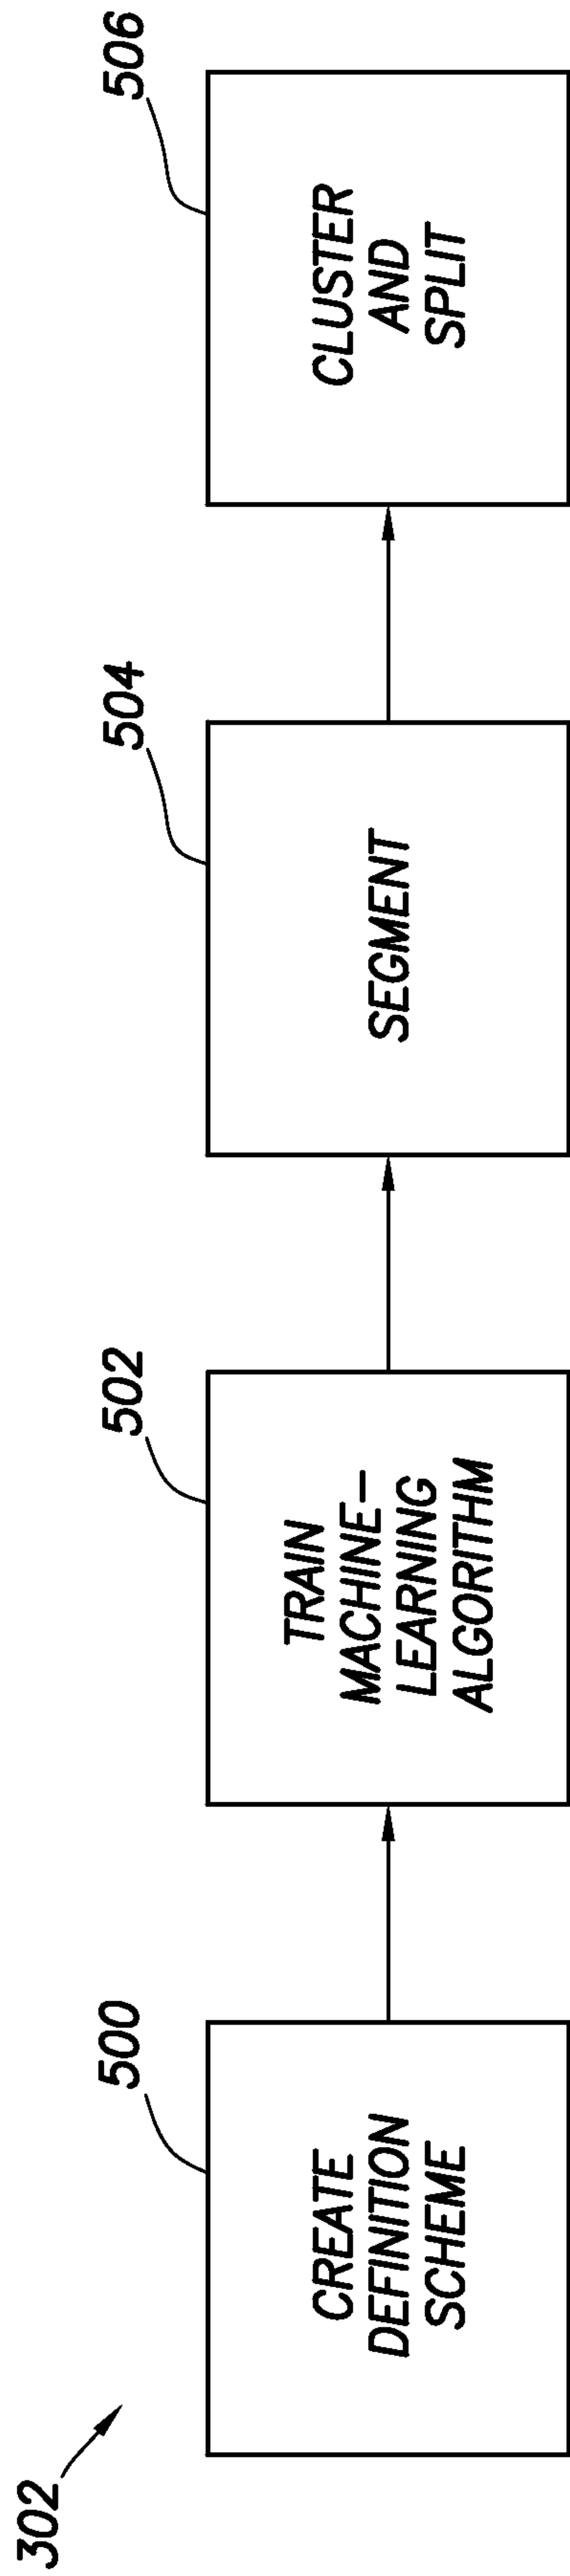 302
500
CREATE
DEFINITION
SCHEME
502
TRAIN
MACHINE–
LEARNING
ALGORITHM
504
SEGMENT
506
CLUSTER
AND
SPLIT